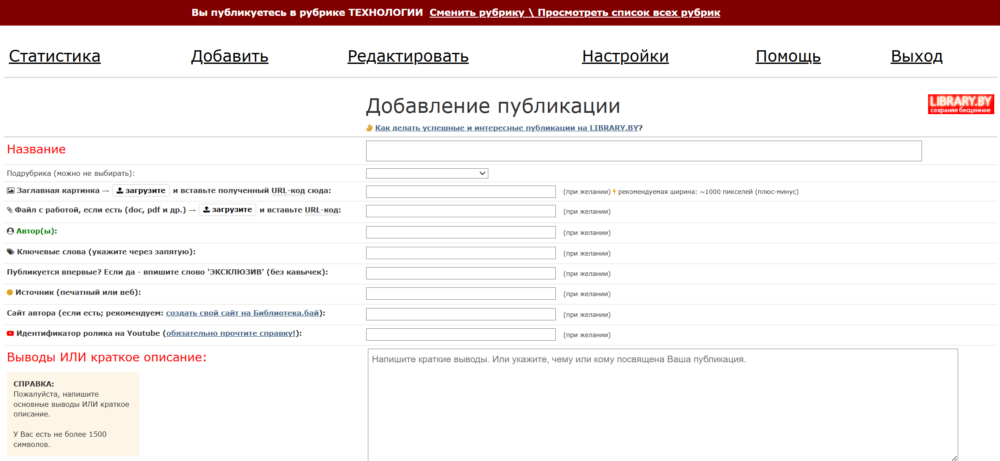 Вы публикуетесь в рубрике ТЕХНОЛОГИИ Сменить рубрику \ Просмотреть список всех рубрик
Статистика Добавить Редактировать Настройки Помощь Выход
Добавление публикации
LIBRARY.BY
сохраняя бесценное
Как делать успешные и интересные публикации на LIBRARY.BY?
Название
Подрубрика (можно не выбирать):
Заглавная картинка → загрузите и вставьте полученный URL-код сюда: (при желании) рекомендуемая ширина: ~1000 пикселей (плюс-минус)
Файл с работой, если есть (doc, pdf и др.) → загрузите и вставьте URL-код: (при желании)
Автор(ы): (при желании)
Ключевые слова (укажите через запятую): (при желании)
Публикуется впервые? Если да - впишите слово 'ЭКСКЛЮЗИВ' (без кавычек): (при желании)
Источник (печатный или веб): (при желании)
Сайт автора (если есть; рекомендуем: создать свой сайт на Библиотека.бай): (при желании)
Идентификатор ролика на Youtube (обязательно прочтите справку!): (при желании)
Выводы ИЛИ краткое описание:
Напишите краткие выводы. Или укажите, чему или кому посвящена Ваша публикация.
СПРАВКА:
Пожалуйста, напишите
основные выводы ИЛИ краткое
описание.
У Вас есть не более 1500
символов.